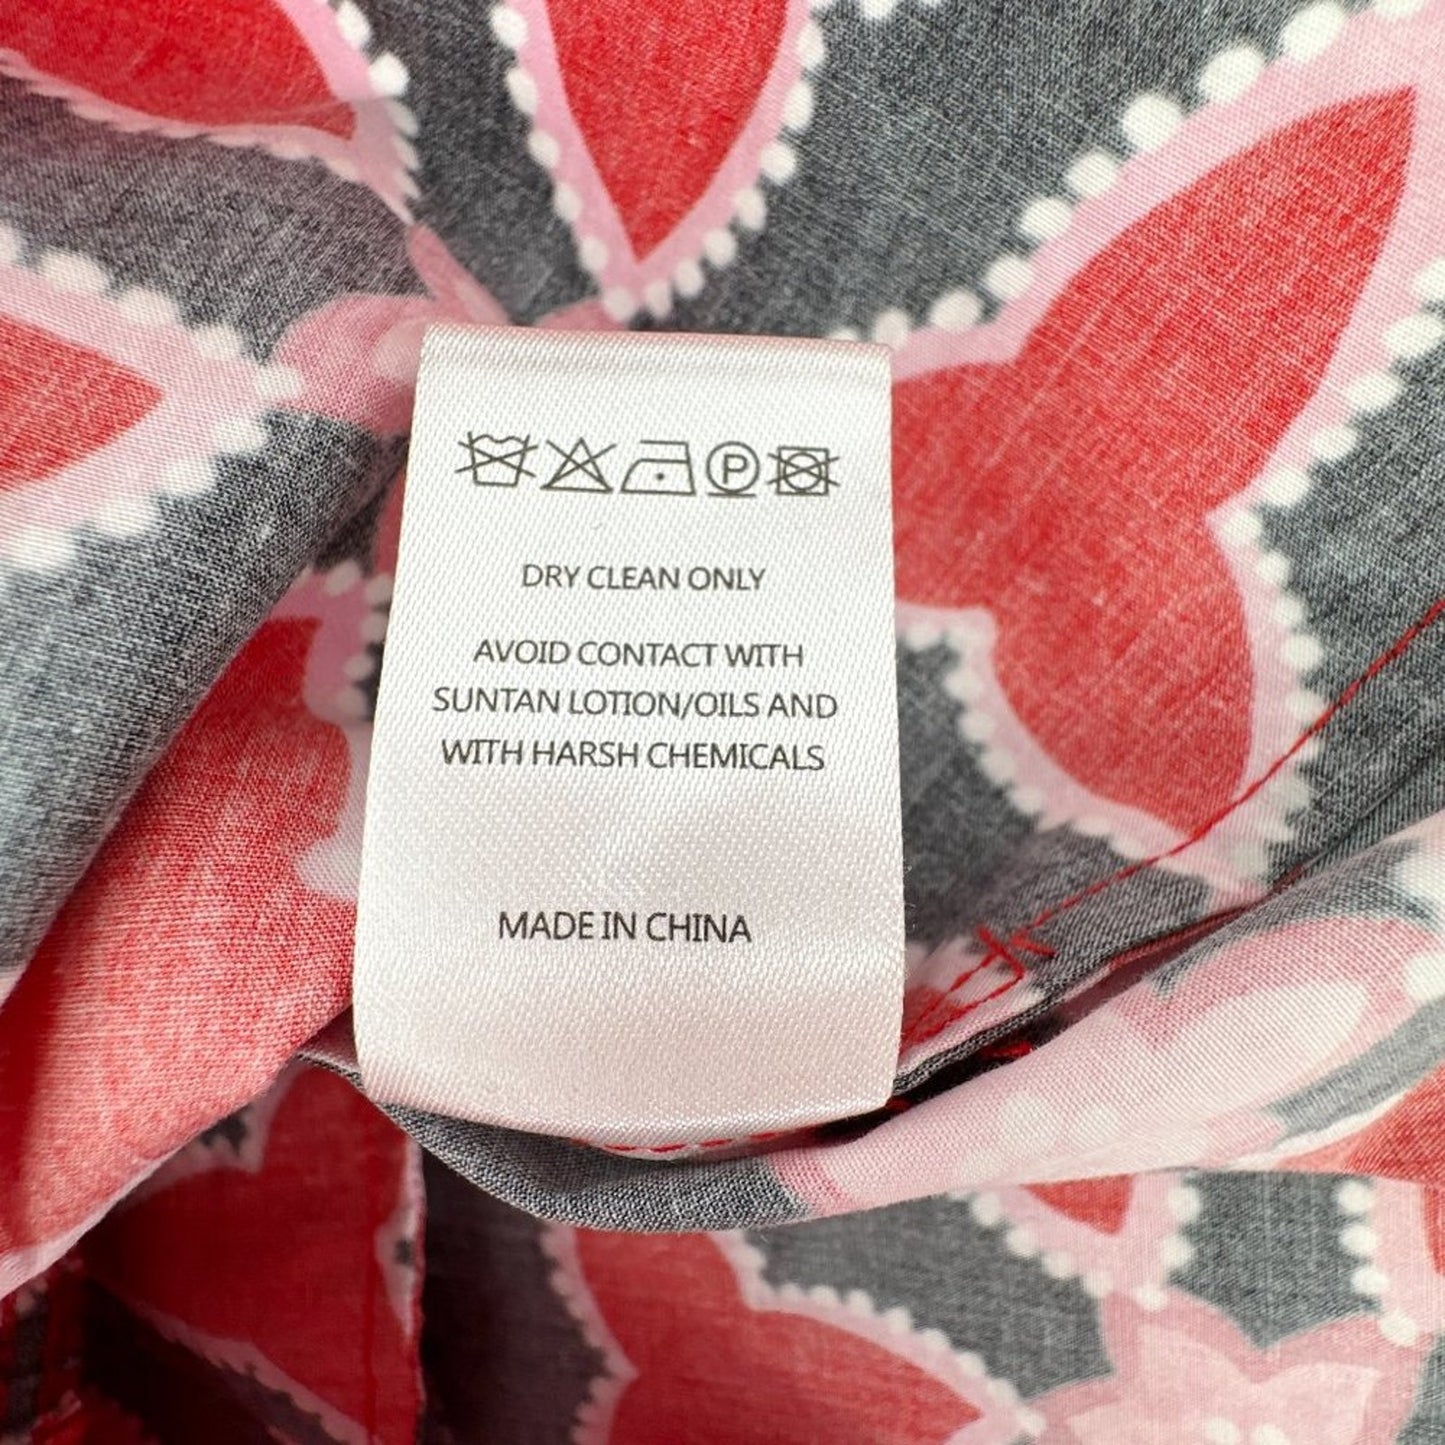 P
DRY CLEAN ONLY
AVOID CONTACT WITH
SUNTAN LOTION/OILS AND
WITH HARSH CHEMICALS
MADE IN CHINA